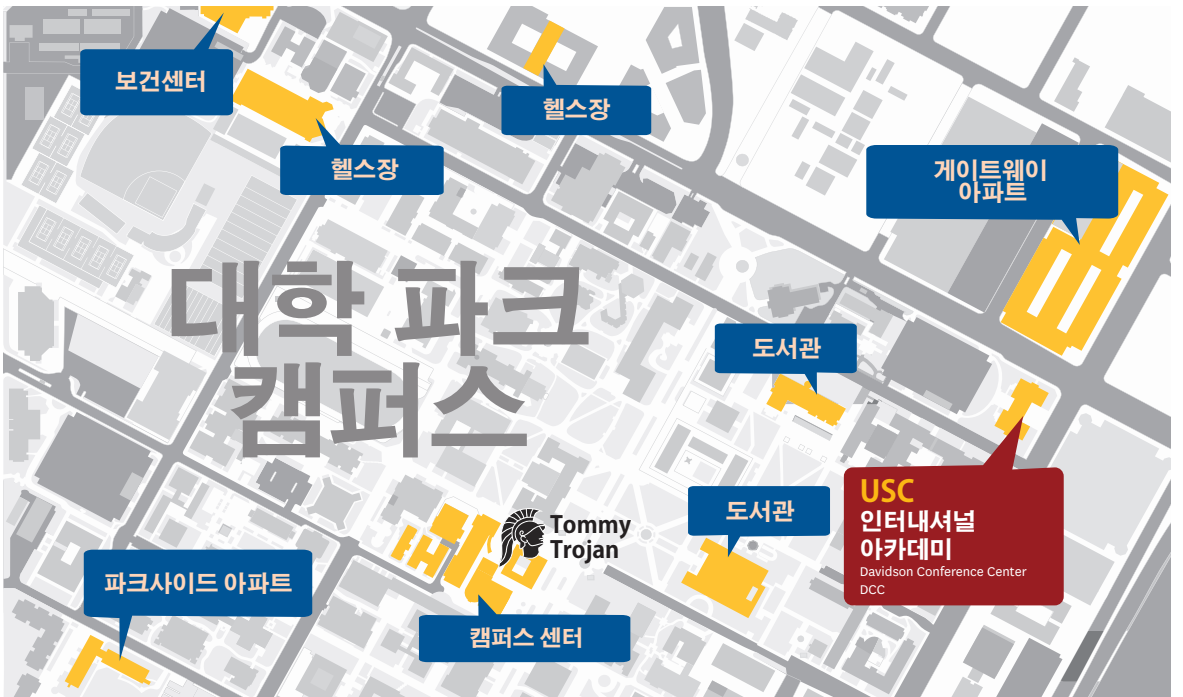 보건센터
헬스장
헬스장
게이트웨이
아파트
대학 파크
캠퍼스
도서관
도서관
USC
인터내셔널
아카데미
Davidson Conference Center
DCC
Tommy
Trojan
파크사이드 아파트
캠퍼스 센터